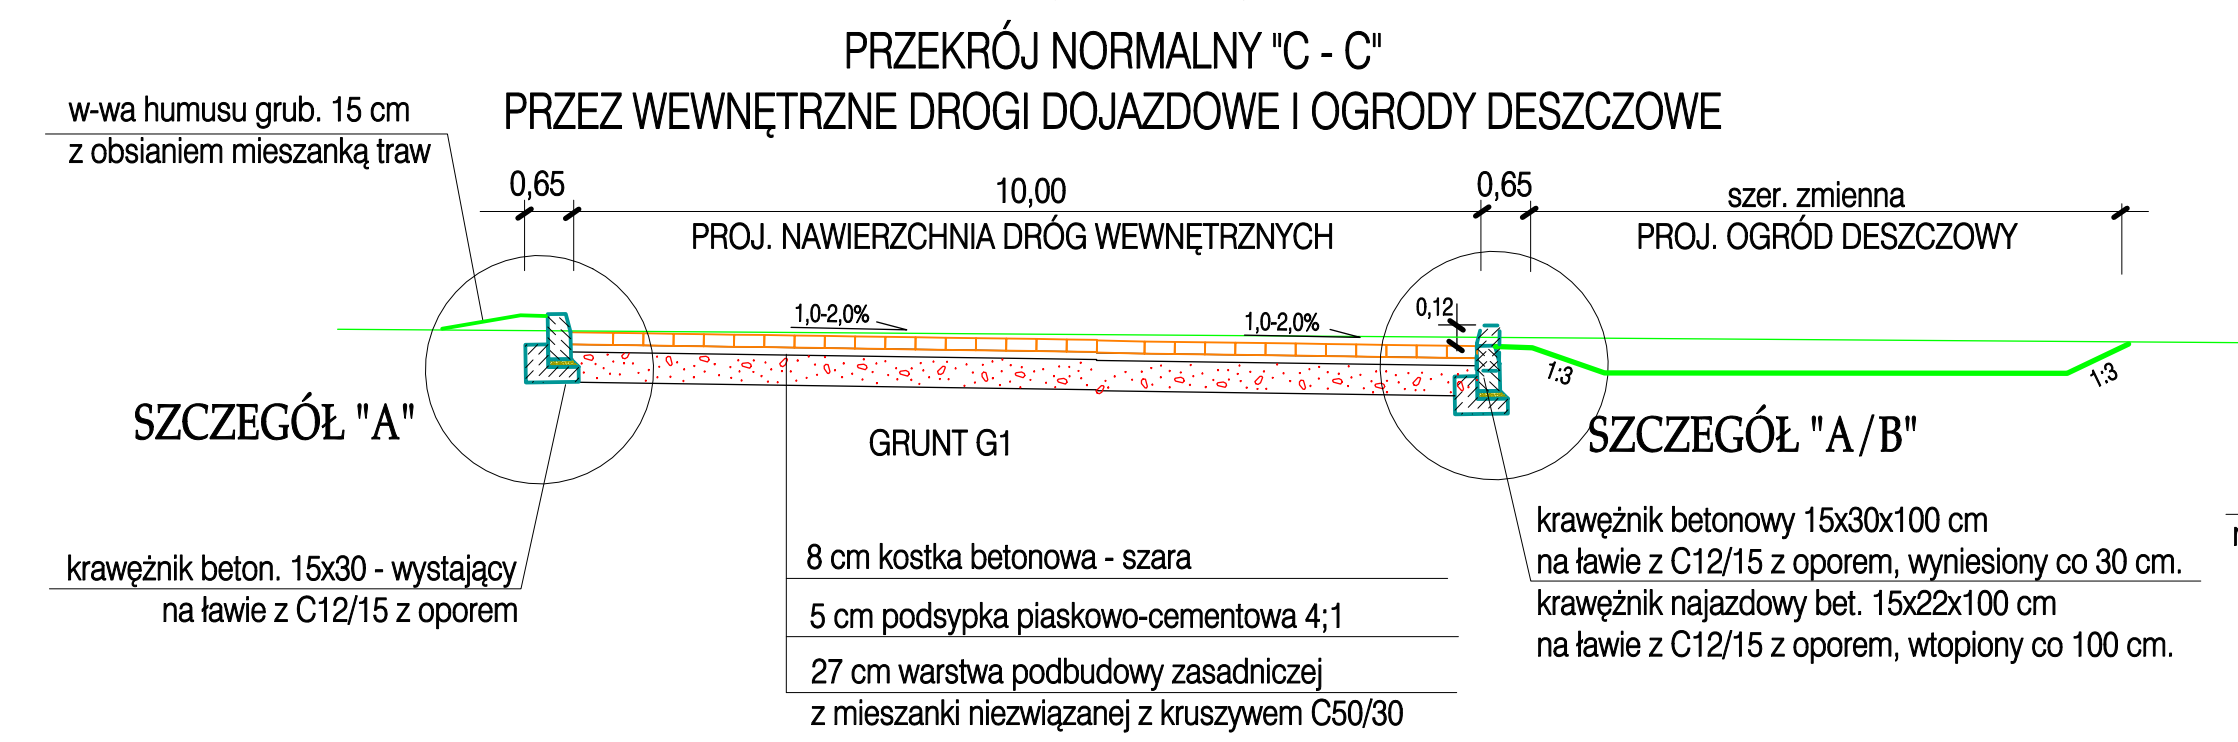 PRZEKRÓJ NORMALNY "C - C"
PRZEZ WEWNĘTRZNE DROGI DOJAZDOWE I OGRODY DESZCZOWE
w-wa humusu grub. 15 cm
z obsianiem mieszanką traw
0,65
10,00
0,65
szer. zmienna
PROJ. NAWIERZCHNIA DRÓG WEWNĘTRZNYCH
PROJ. OGRÓD DESZCZOWY
1,0-2,0%
1,0-2,0%
0,12
1:3
1:3
SZCZEGÓŁ "A"
GRUNT G1
SZCZEGÓŁ "A/B"
krawężnik beton. 15x30 - wystający
na ławie z C12/15 z oporem
8 cm kostka betonowa - szara
5 cm podsypka piaskowo-cementowa 4;1
27 cm warstwa podbudowy zasadniczej
z mieszanki niezwiązanej z kruszywem C50/30
krawężnik betonowy 15x30x100 cm
na ławie z C12/15 z oporem, wyniesiony co 30 cm.
krawężnik najazdowy bet. 15x22x100 cm
na ławie z C12/15 z oporem, wtopiony co 100 cm.